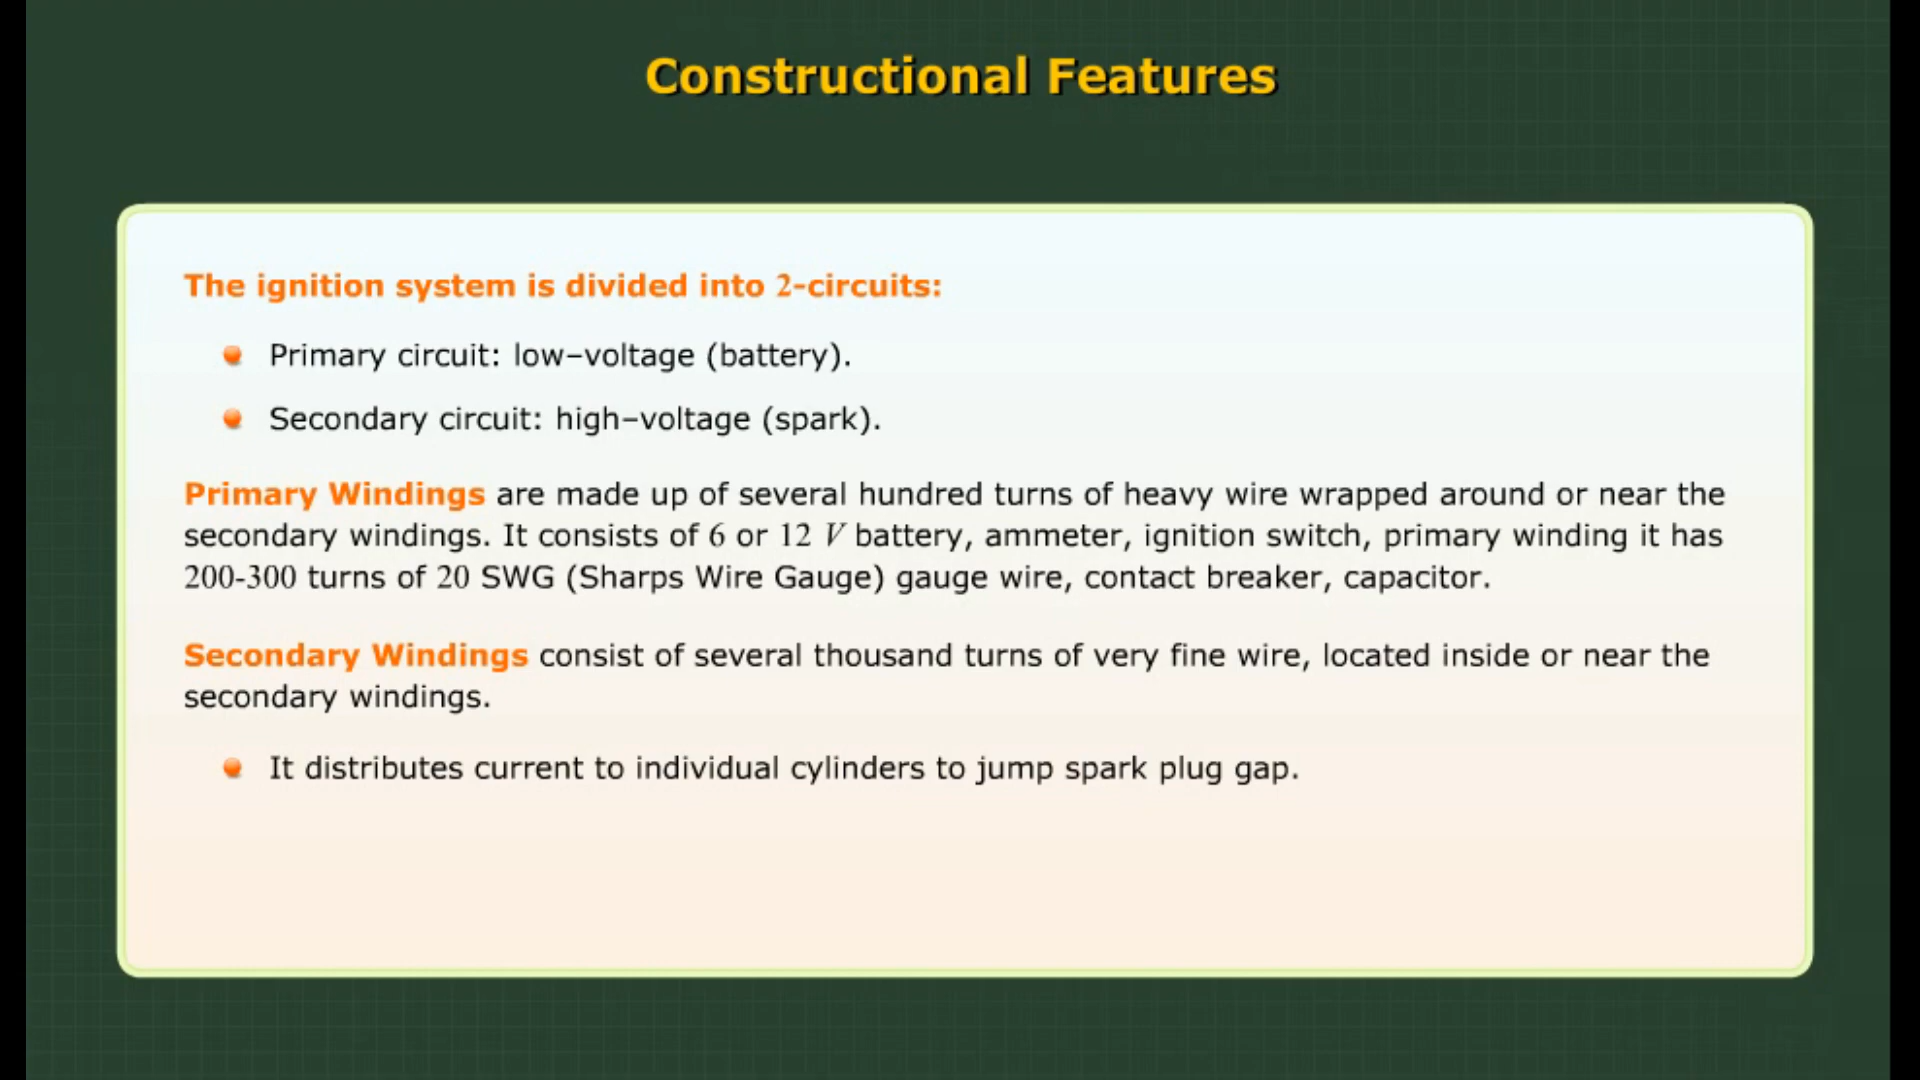 Constructional Features
The ignition system is divided into 2-circuits:
Primary circuit: low–voltage (battery).
Secondary circuit: high–voltage (spark).
Primary Windings are made up of several hundred turns of heavy wire wrapped around or near the
secondary windings. It consists of 6 or 12 V battery, ammeter, ignition switch, primary winding it has
200-300 turns of 20 SWG (Sharps Wire Gauge) gauge wire, contact breaker, capacitor.
Secondary Windings consist of several thousand turns of very fine wire, located inside or near the
secondary windings.
It distributes current to individual cylinders to jump spark plug gap.